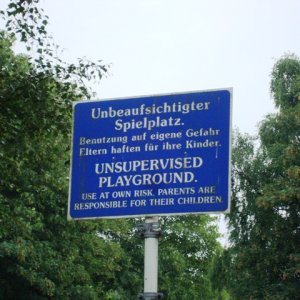 Unbeaufsichtigter
Spielplatz.
Benutzung auf eigene Gefahr
Eltern haften für ihre Kinder.
UNSUPERVISED
PLAYGROUND.
USE AT OWN RISK. PARENTS ARE
RESPONSIBLE FOR THEIR CHILDREN.